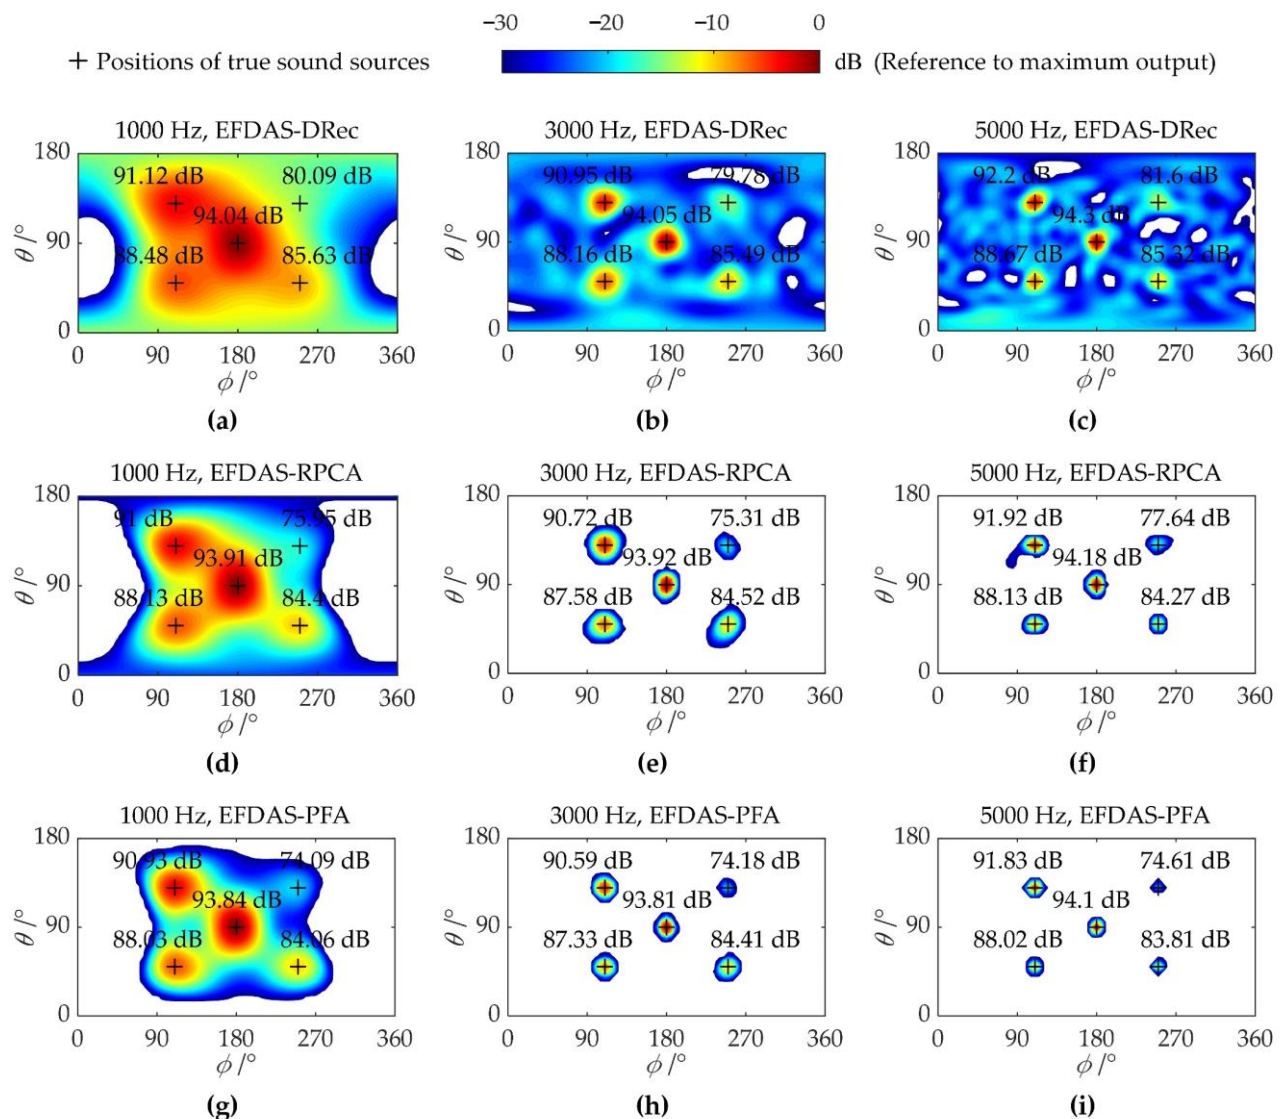 −30 −20 −10 0
+ Positions of true sound sources
dB (Reference to maximum output)
1000 Hz, EFDAS-DRec
180
90
0
θ /°
91.12 dB
80.09 dB
94.04 dB
88.48 dB
85.63 dB
0 90 180 270 360
ϕ /°
(a)
3000 Hz, EFDAS-DRec
180
90
0
θ /°
90.95 dB
79.78 dB
94.05 dB
88.16 dB
85.49 dB
0 90 180 270 360
ϕ /°
(b)
5000 Hz, EFDAS-DRec
180
90
0
θ /°
92.2 dB
81.6 dB
94.3 dB
88.67 dB
85.32 dB
0 90 180 270 360
ϕ /°
(c)
1000 Hz, EFDAS-RPCA
180
90
0
θ /°
91 dB
75.95 dB
93.91 dB
88.13 dB
84.4 dB
0 90 180 270 360
ϕ /°
(d)
3000 Hz, EFDAS-RPCA
180
90
0
θ /°
90.72 dB
75.31 dB
93.92 dB
87.58 dB
84.52 dB
0 90 180 270 360
ϕ /°
(e)
5000 Hz, EFDAS-RPCA
180
90
0
θ /°
91.92 dB
77.64 dB
94.18 dB
88.13 dB
84.27 dB
0 90 180 270 360
ϕ /°
(f)
1000 Hz, EFDAS-PFA
180
90
0
θ /°
90.93 dB
74.09 dB
93.84 dB
88.03 dB
84.06 dB
0 90 180 270 360
ϕ /°
(g)
3000 Hz, EFDAS-PFA
180
90
0
θ /°
90.59 dB
74.18 dB
93.81 dB
87.33 dB
84.41 dB
0 90 180 270 360
ϕ /°
(h)
5000 Hz, EFDAS-PFA
180
90
0
θ /°
91.83 dB
74.61 dB
94.1 dB
88.02 dB
83.81 dB
0 90 180 270 360
ϕ /°
(i)